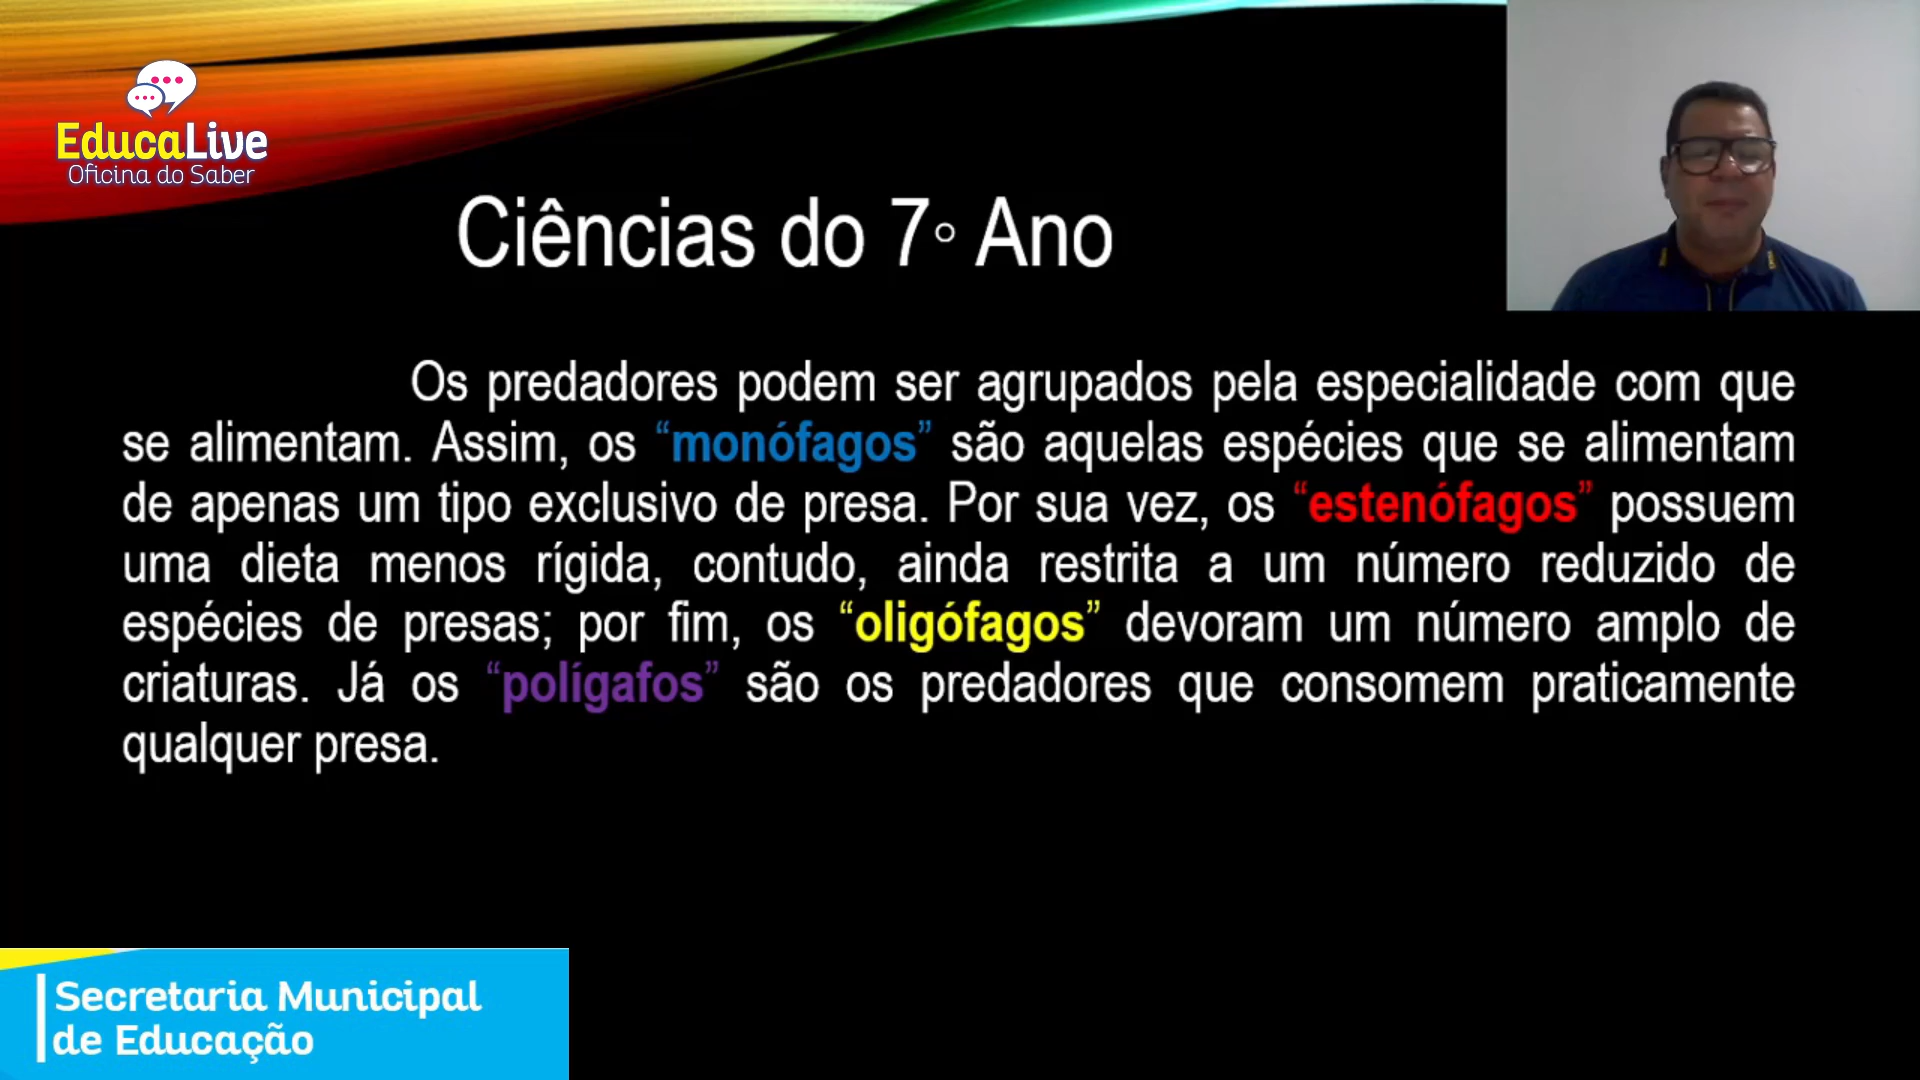 EducaLive
Oficina do Saber
Ciências do 7° Ano
Os predadores podem ser agrupados pela especialidade com que
se alimentam. Assim, os “monófagos” são aquelas espécies que se alimentam
de apenas um tipo exclusivo de presa. Por sua vez, os “estenófagos” possuem
uma dieta menos rígida, contudo, ainda restrita a um número reduzido de
espécies de presas; por fim, os “oligófagos” devoram um número amplo de
criaturas. Já os “polígafos” são os predadores que consomem praticamente
qualquer presa.
Secretaria Municipal
de Educação